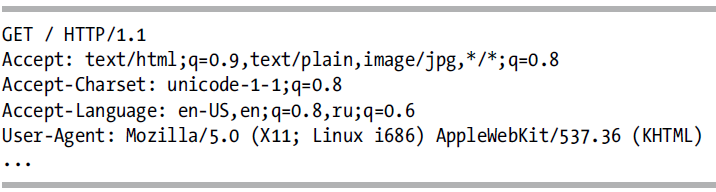 GET / HTTP/1.1
Accept: text/html;q=0.9,text/plain,image/jpg,*/*;q=0.8
Accept-Charset: unicode-1-1;q=0.8
Accept-Language: en-US,en;q=0.8,ru;q=0.6
User-Agent: Mozilla/5.0 (X11; Linux i686) AppleWebKit/537.36 (KHTML)
...